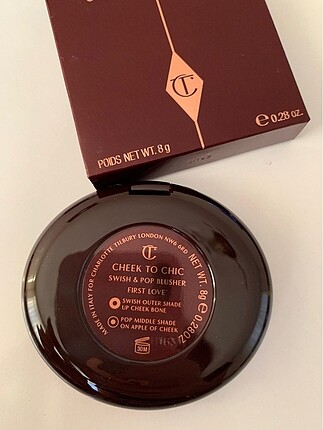 CT
POIDS NET WT. 8 g
e 0.28 oz.
MADE IN ITALY FOR CHARLOTTE TILBURY LONDON NW6 6RD
NET WT. 8g e 0.28OZ.
CT
CHEEK TO CHIC
SWISH & POP BLUSHER
FIRST LOVE
SWISH OUTER SHADE
UP CHEEK BONE
POP MIDDLE SHADE
ON APPLE OF CHEEK
30M